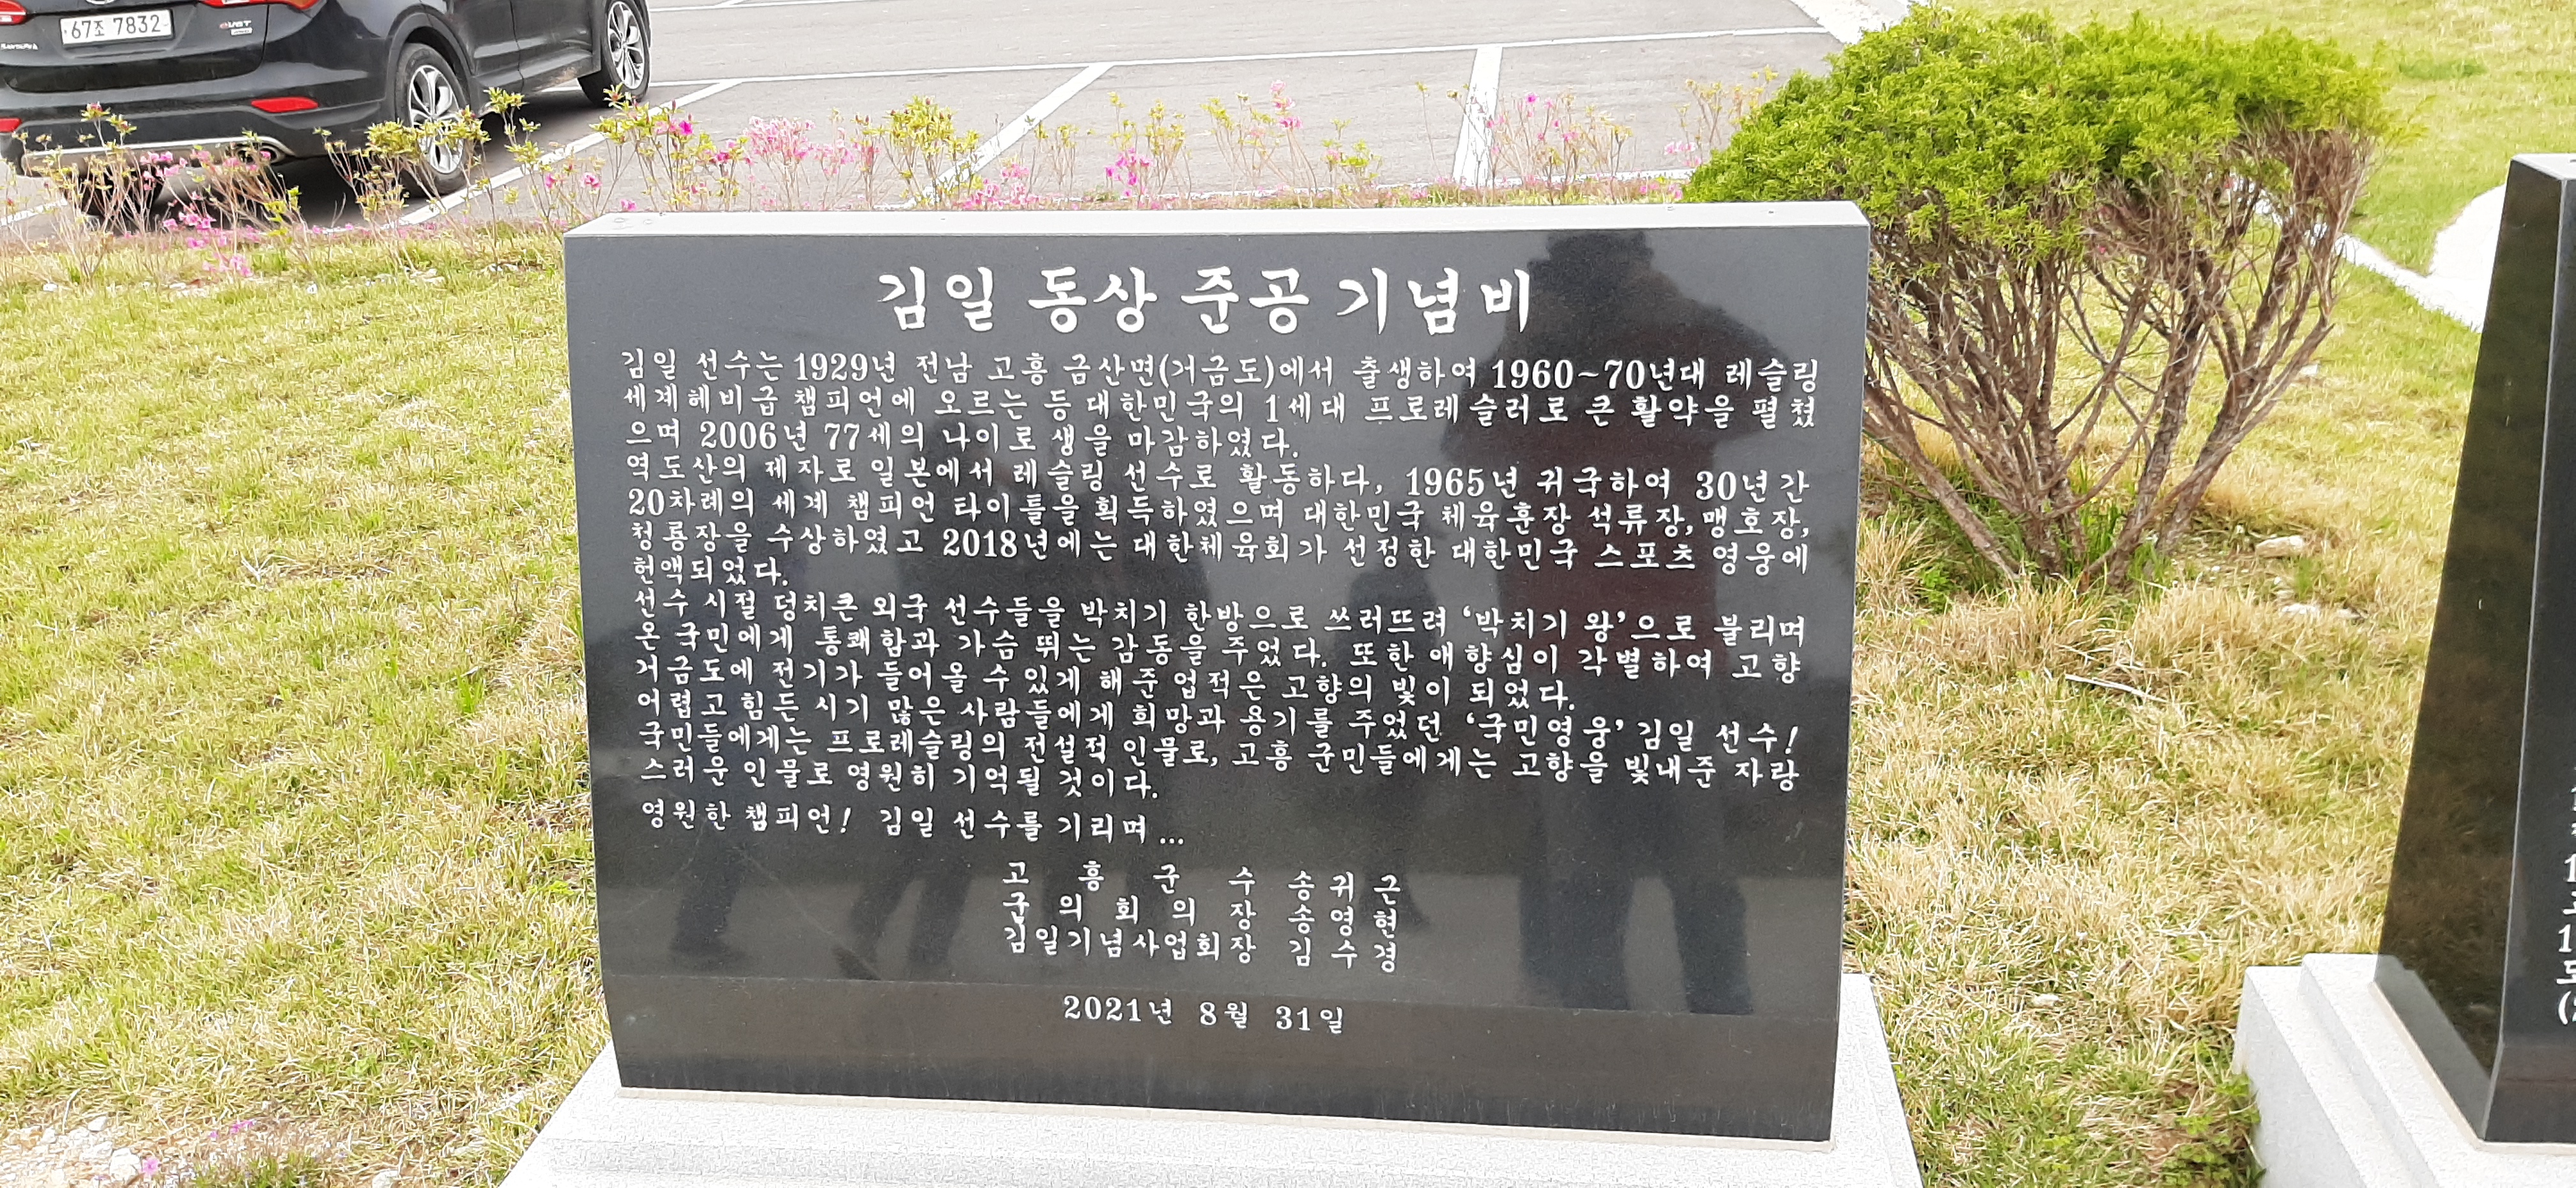 67조 7832
김일 동상 준공 기념비
김일 선수는 1929년 전남 고흥 금산면(거금도)에서 출생하여 1960~70년대 레슬링
세계헤비급 챔피언에 오르는 등 대한민국의 1세대 프로레슬러로 큰 활약을 펼쳤
으며 2006년 77세의 나이로 생을 마감하였다.
역도산의 제자로 일본에서 레슬링 선수로 활동하다, 1965년 귀국하여 30년간
20차례의 세계 챔피언 타이틀을 획득하였으며 대한민국 체육훈장 석류장,맹호장,
청룡장을 수상하였고 2018년에는 대한체육회가 선정한 대한민국 스포츠 영웅에
헌액되었다.
선수 시절 덩치큰 외국 선수들을 박치기 한방으로 쓰러뜨려 ‘박치기 왕’으로 불리며
온 국민에게 통쾌함과 가슴 뛰는 감동을 주었다. 또한 애향심이 각별하여 고향
거금도에 전기가 들어올 수 있게 해준 업적은 고향의 빛이 되었다.
어렵고 힘든 시기 많은 사람들에게 희망과 용기를 주었던 ‘국민영웅’ 김일 선수!
국민들에게는 프로레슬링의 전설적 인물로, 고흥 군민들에게는 고향을 빛내준 자랑
스러운 인물로 영원히 기억될 것이다.
영원한 챔피언! 김일 선수를 기리며...
고흥군수 송귀근
군의회의장 송영현
김일기념사업회장 김수경
2021년 8월 31일